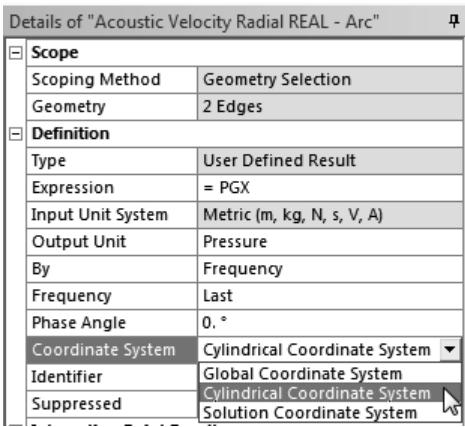 Details of "Acoustic Velocity Radial REAL - Arc"
Scope
Scoping Method Geometry Selection
Geometry 2 Edges
Definition
Type User Defined Result
Expression = PGX
Input Unit System Metric (m, kg, N, s, V, A)
Output Unit Pressure
By Frequency
Frequency Last
Phase Angle 0. °
Coordinate System Cylindrical Coordinate System
Identifier Global Coordinate System
Cylindrical Coordinate System
Suppressed Solution Coordinate System